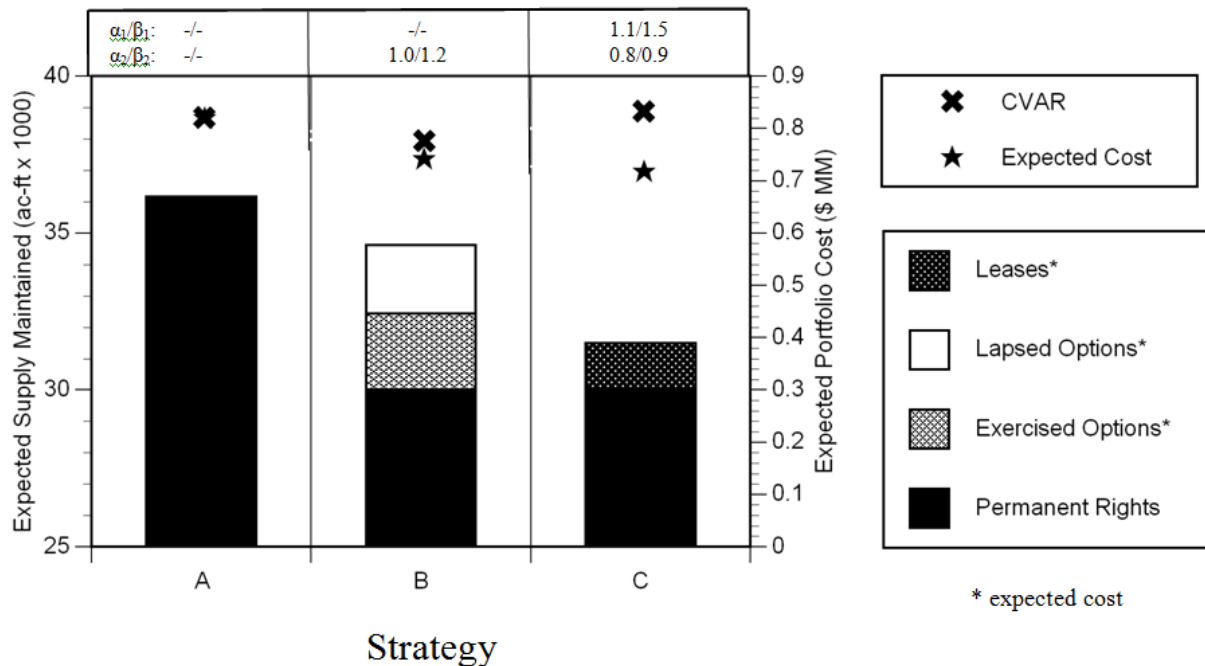 α₁/β₁: -/- -/- 1.1/1.5
α₂/β₂: -/- 1.0/1.2 0.8/0.9
Expected Supply Maintained (ac-ft x 1000)
40
35
30
25
0.9
0.8
0.7
0.6
0.5
0.4
0.3
0.2
0.1
0
Expected Portfolio Cost ($ MM)
A B C
Strategy
CVAR
Expected Cost
Leases*
Lapsed Options*
Exercised Options*
Permanent Rights
* expected cost